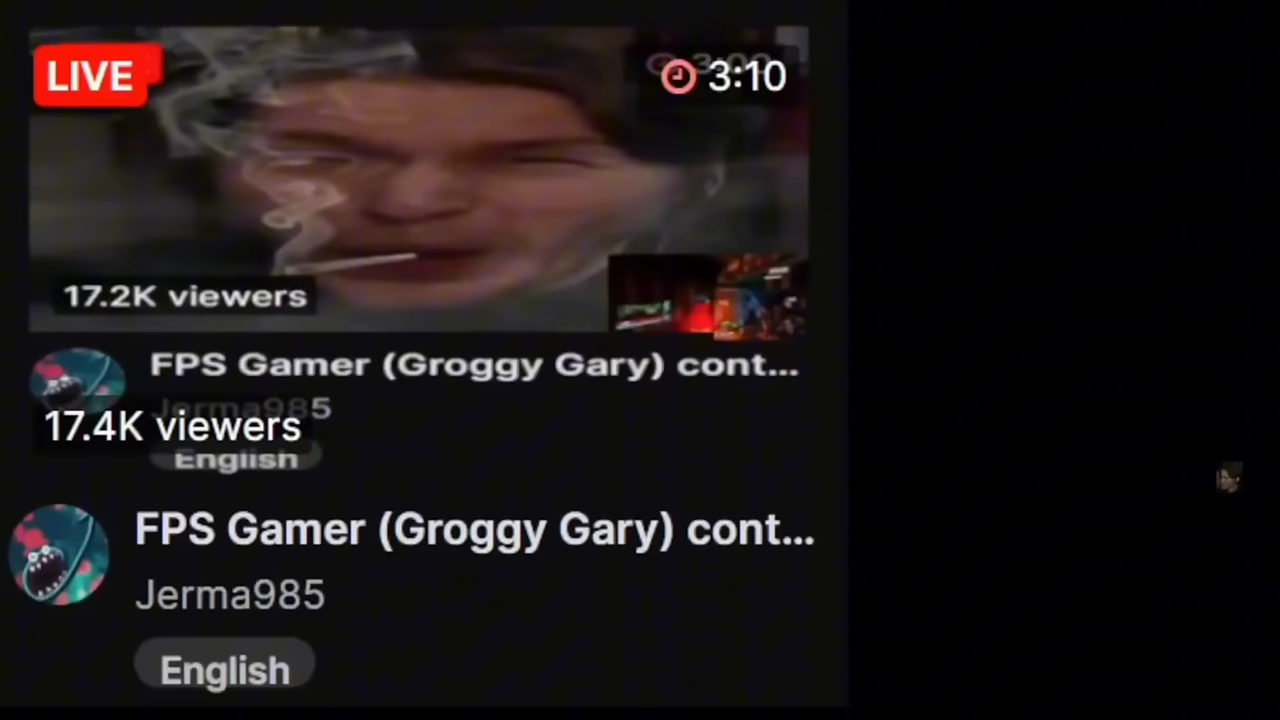 LIVE
3:10
17.2K viewers
FPS Gamer (Groggy Gary) cont...
Jerma985
17.4K viewers
English
FPS Gamer (Groggy Gary) cont...
Jerma985
English